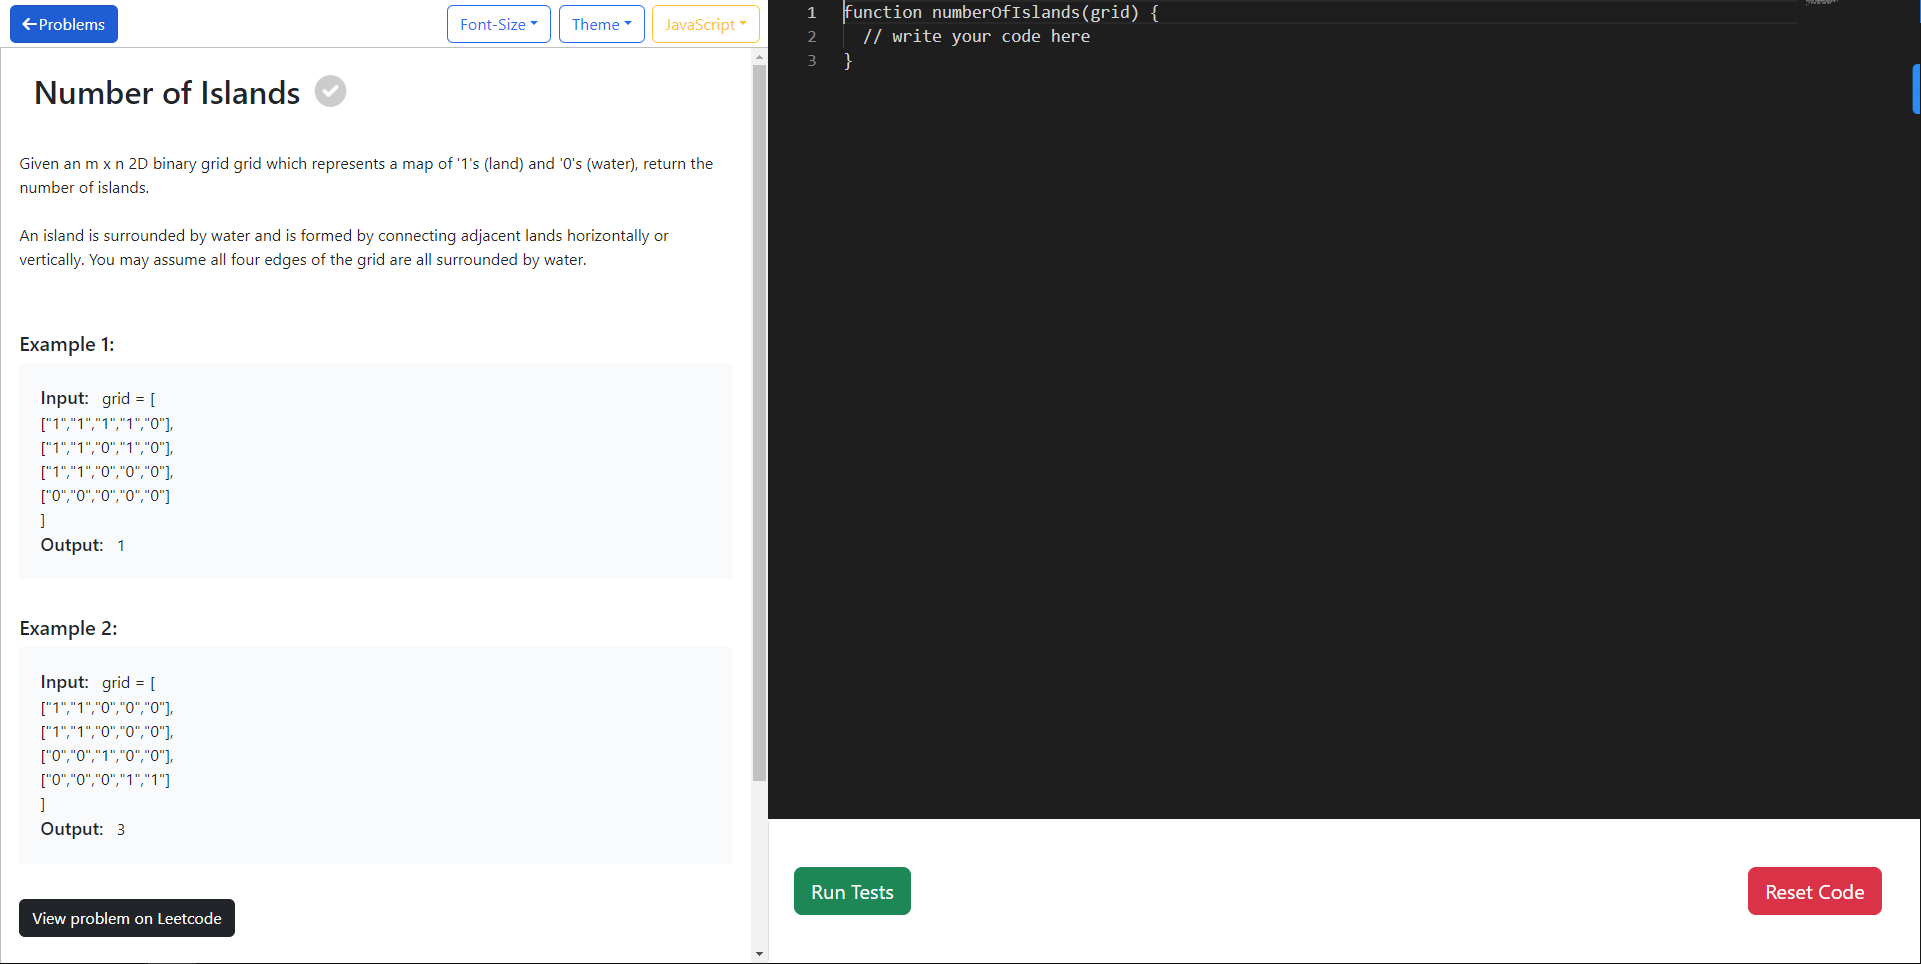 Problems
Font-Size
Theme
JavaScript
Number of Islands
Given an m x n 2D binary grid grid which represents a map of '1's (land) and '0's (water), return the
number of islands.
An island is surrounded by water and is formed by connecting adjacent lands horizontally or
vertically. You may assume all four edges of the grid are all surrounded by water.
Example 1:
Input: grid = [
["1","1","1","1","0"],
["1","1","0","1","0"],
["1","1","0","0","0"],
["0","0","0","0","0"]
]
Output: 1
Example 2:
Input: grid = [
["1","1","0","0","0"],
["1","1","0","0","0"],
["0","0","1","0","0"],
["0","0","0","1","1"]
]
Output: 3
View problem on Leetcode
1 function numberOfIslands(grid) {
2 // write your code here
3 }
Run Tests
Reset Code